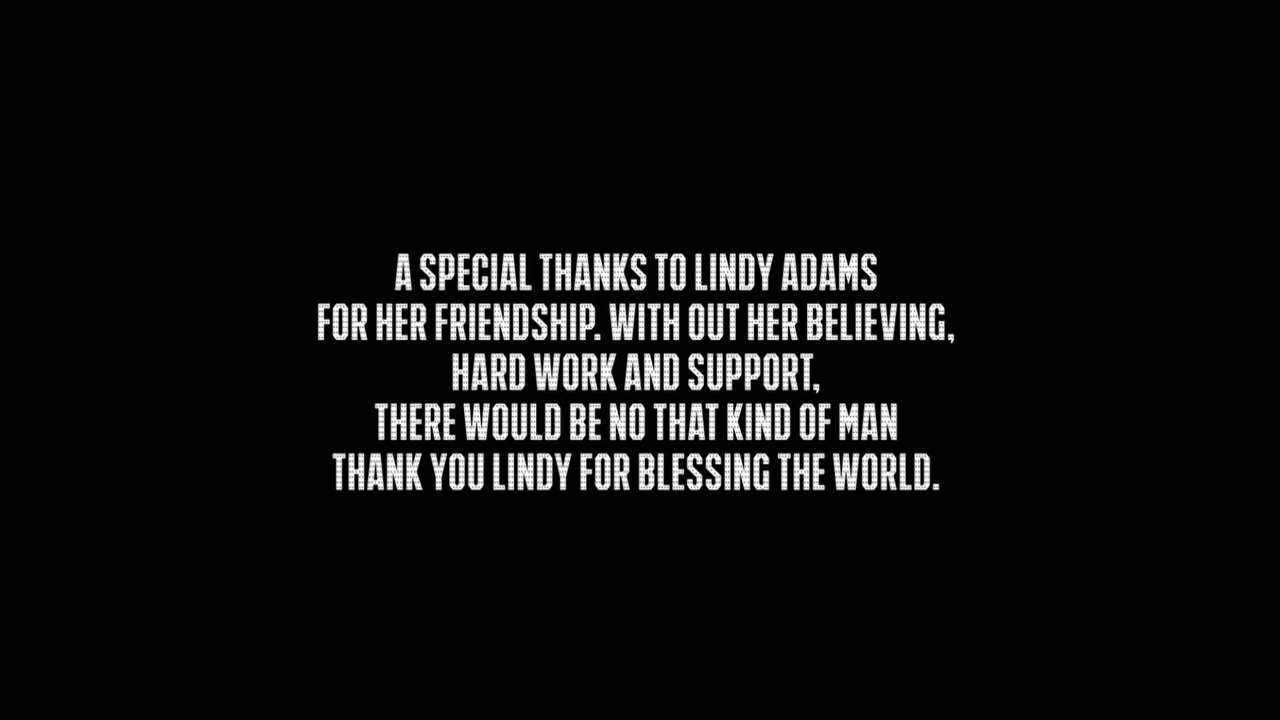 A SPECIAL THANKS TO LINDY ADAMS
FOR HER FRIENDSHIP. WITH OUT HER BELIEVING,
HARD WORK AND SUPPORT,
THERE WOULD BE NO THAT KIND OF MAN
THANK YOU LINDY FOR BLESSING THE WORLD.